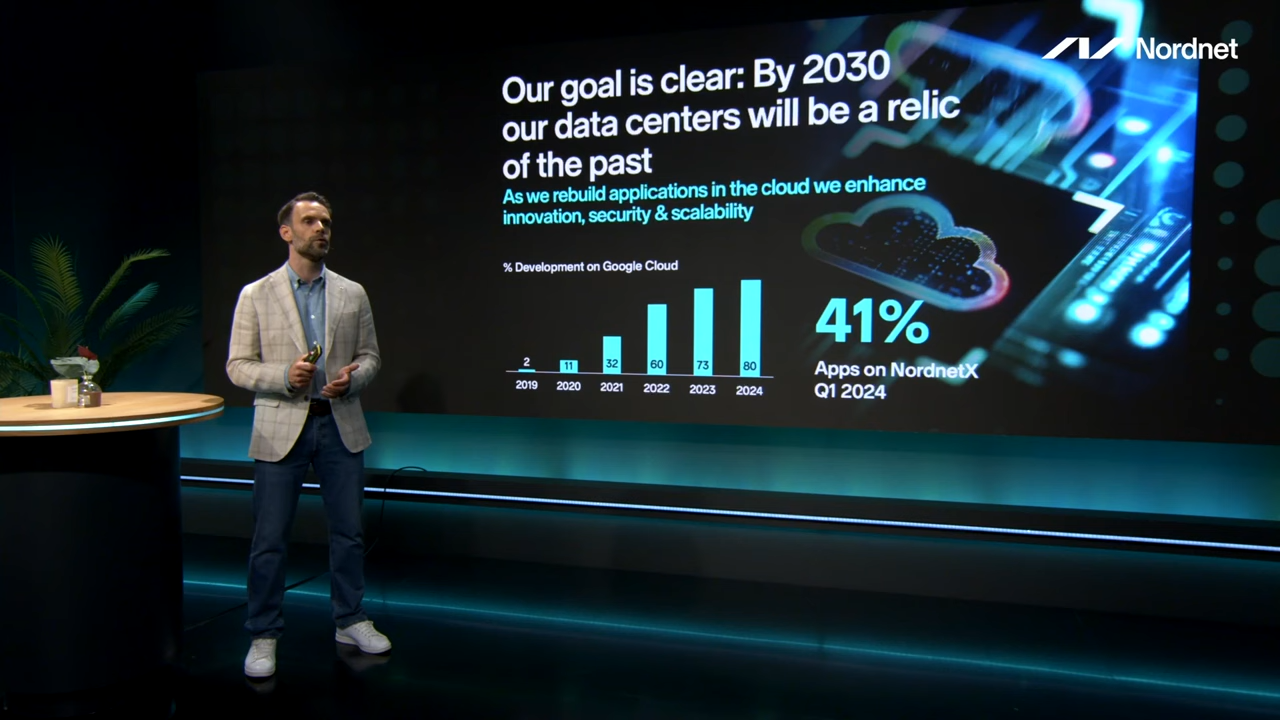 Nordnet
Our goal is clear: By 2030
our data centers will be a relic
of the past
As we rebuild applications in the cloud we enhance
innovation, security & scalability
% Development on Google Cloud
2 11 32 60 73 80
2019 2020 2021 2022 2023 2024
41%
Apps on NordnetX
Q1 2024